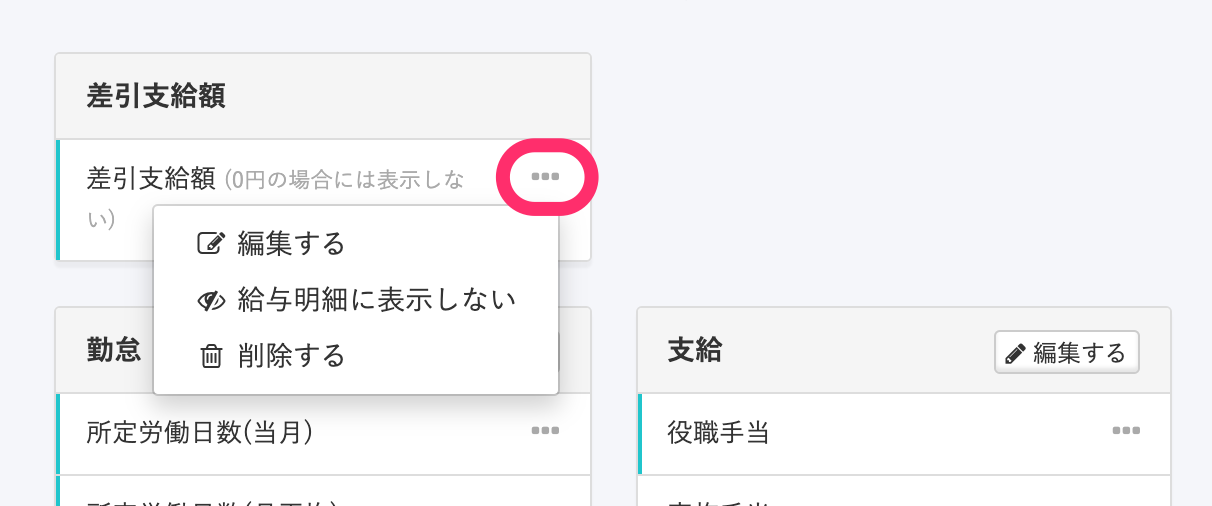 差引支給額
差引支給額 (0円の場合には表示しな
い)
編集する
給与明細に表示しない
削除する
勤怠
支給
編集する
所定労働日数(当月)
役職手当